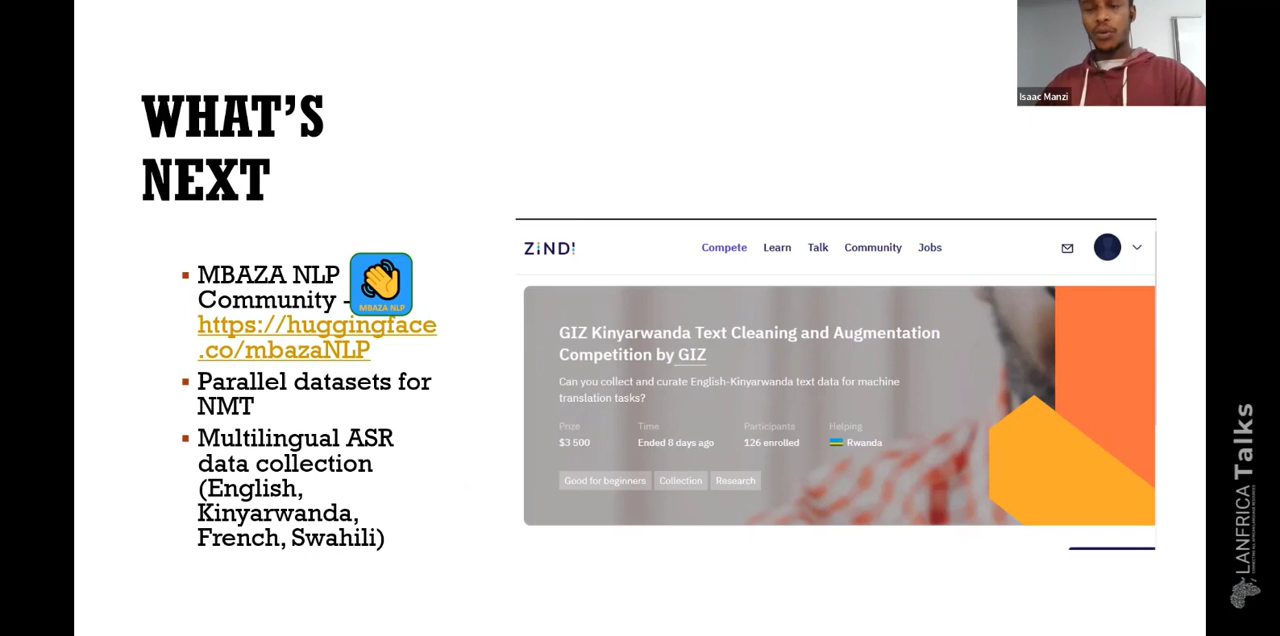 Isaac Manzi
WHAT'S
NEXT
MBAZA NLP
Community -
MBAZA NLP
https://huggingface
.co/mbazaNLP
Parallel datasets for
NMT
Multilingual ASR
data collection
(English,
Kinyarwanda,
French, Swahili)
ZiNDI
Compete Learn Talk Community Jobs
GIZ Kinyarwanda Text Cleaning and Augmentation
Competition by GIZ
Can you collect and curate English-Kinyarwanda text data for machine
translation tasks?
Prize Time Participants Helping
$3 500 Ended 8 days ago 126 enrolled Rwanda
Good for beginners Collection Research
LANFRICA Talks